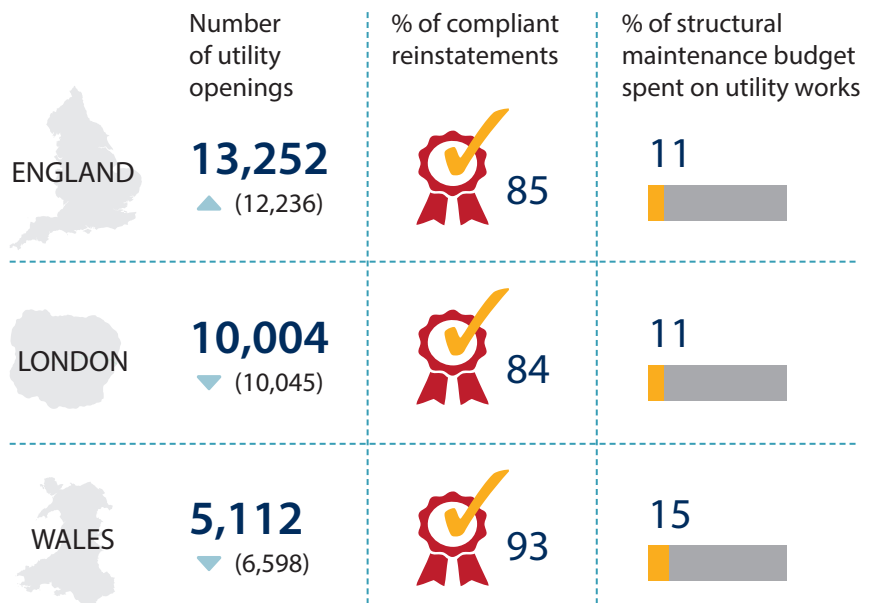 Number
of utility
openings
% of compliant
reinstatements
% of structural
maintenance budget
spent on utility works
ENGLAND
13,252
(12,236)
85
11
LONDON
10,004
(10,045)
84
11
WALES
5,112
(6,598)
93
15